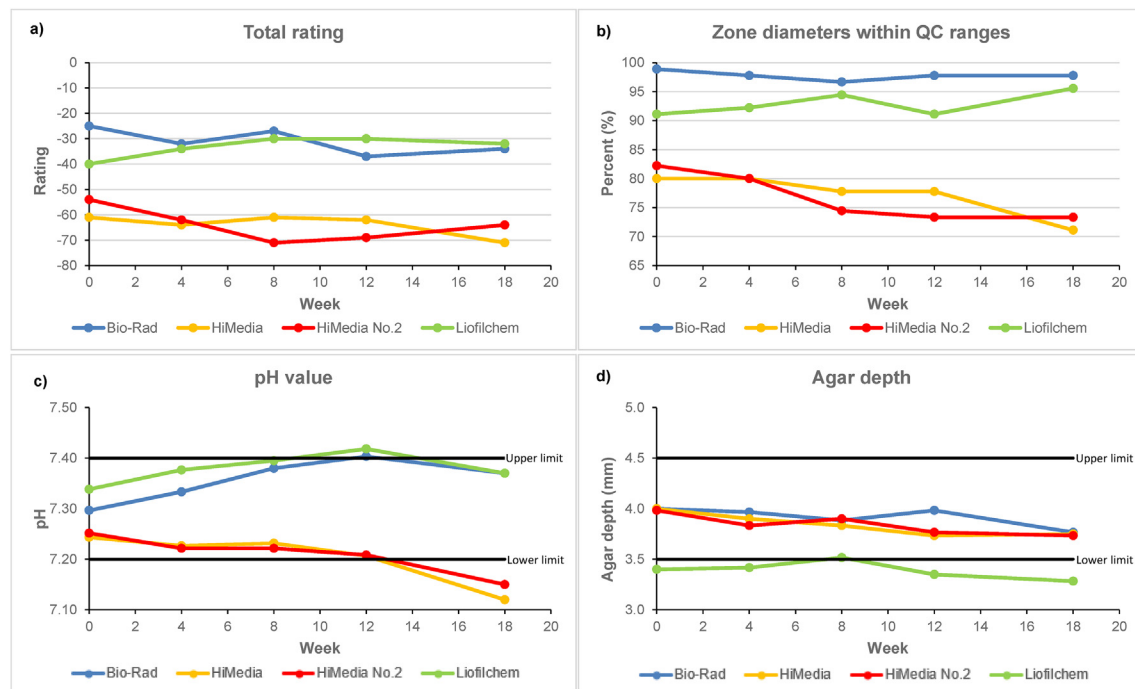 a)
Total rating
0
-10
-20
-30
-40
-50
-60
-70
-80
Rating
0 2 4 6 8 10 12 14 16 18 20
Week
Bio-Rad HiMedia HiMedia No.2 Liofilchem
b)
Zone diameters within QC ranges
100
95
90
85
80
75
70
65
Percent (%)
0 2 4 6 8 10 12 14 16 18 20
Week
Bio-Rad HiMedia HiMedia No.2 Liofilchem
c)
pH value
7.50
7.40
7.30
7.20
7.10
pH
Upper limit
Lower limit
0 2 4 6 8 10 12 14 16 18 20
Week
Bio-Rad HiMedia HiMedia No.2 Liofilchem
d)
Agar depth
5.0
4.5
4.0
3.5
3.0
Agar depth (mm)
Upper limit
Lower limit
0 2 4 6 8 10 12 14 16 18 20
Week
Bio-Rad HiMedia HiMedia No.2 Liofilchem